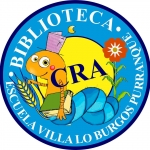 · BIBLIOTECA ·
CRA
ESCUELA VILLA LO BURGOS PURRANQUE